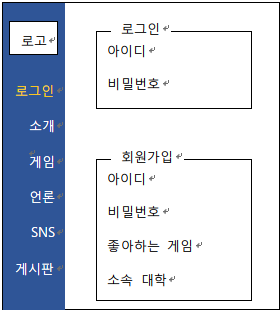 로고
로그인
소개
게임
언론
SNS
게시판
로그인
아이디
비밀번호
회원가입
아이디
비밀번호
좋아하는 게임
소속 대학